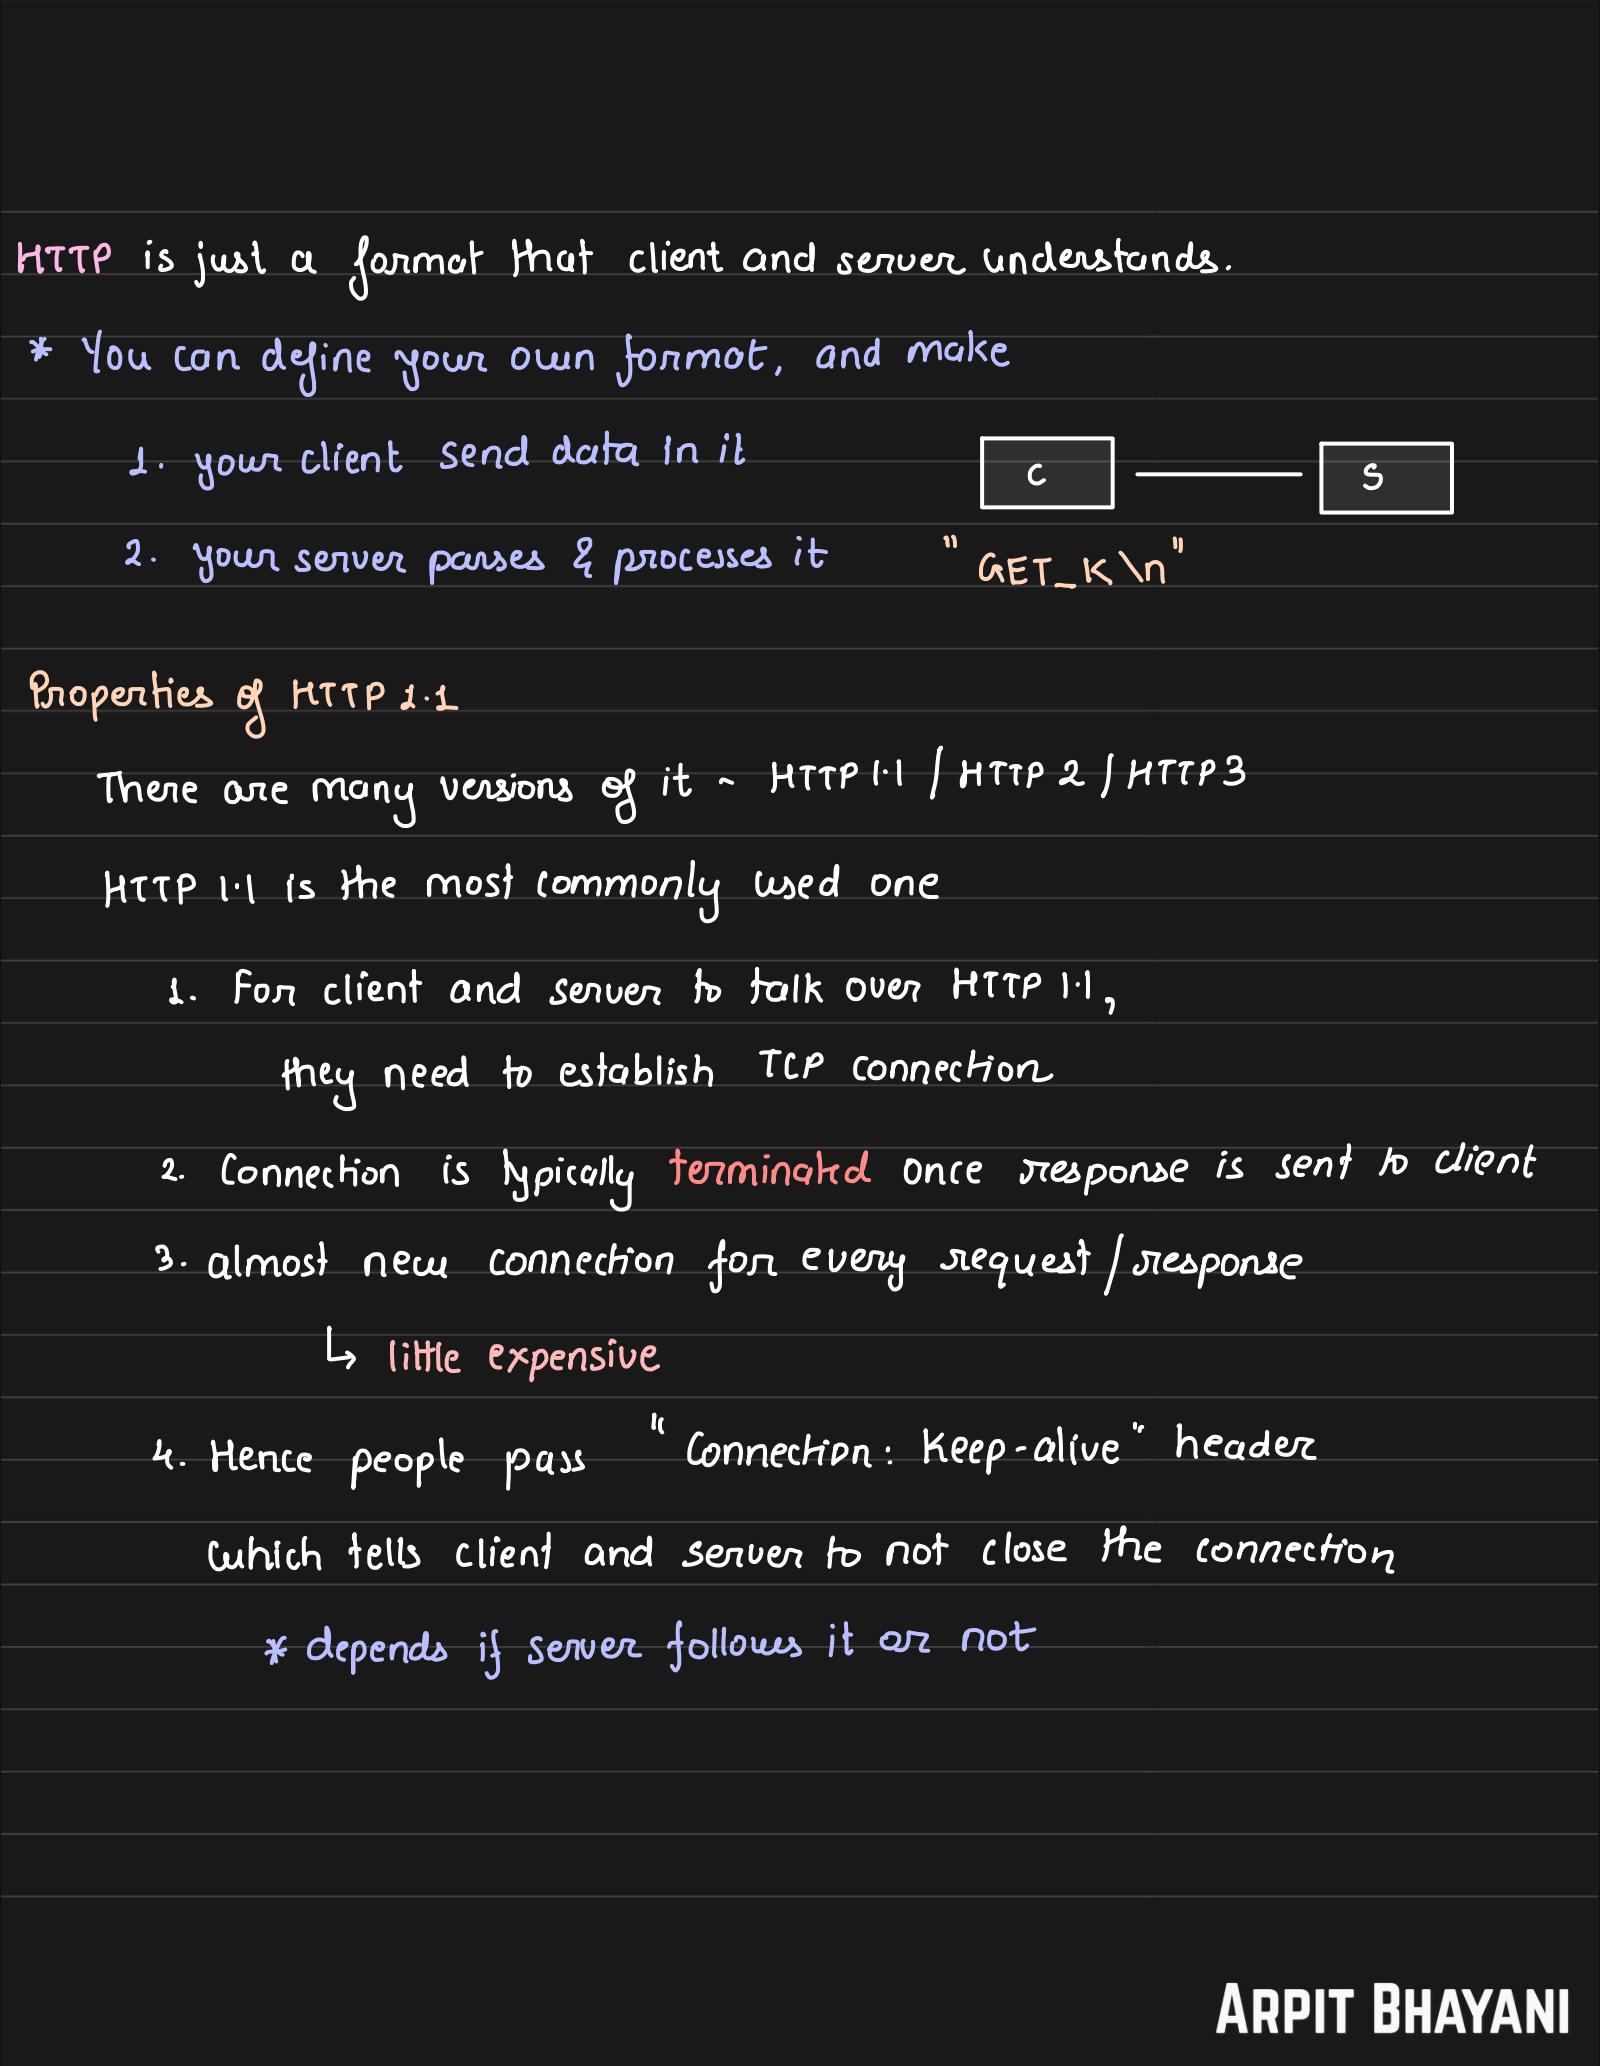 HTTP is just a format that client and server understands.
* You can define your own format, and make
1. your client send data in it
C S
2. your server parses & processes it
"GET_K\n"
Properties of HTTP 1.1
There are many versions of it ~ HTTP 1.1 / HTTP 2 / HTTP 3
HTTP 1.1 is the most commonly used one
1. For client and server to talk over HTTP 1.1,
they need to establish TCP connection
2. Connection is typically terminated once response is sent to client
3. almost new connection for every request/response
↳ little expensive
4. Hence people pass "Connection: Keep-alive" header
which tells client and server to not close the connection
* depends if server follows it or not
ARPIT BHAYANI